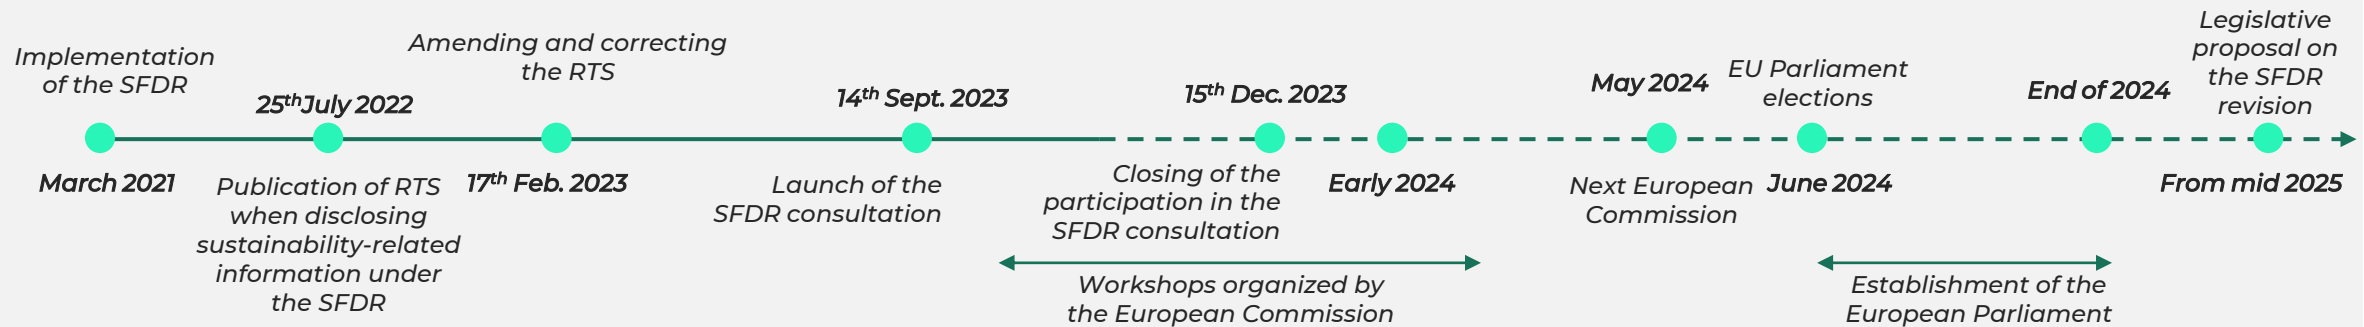 Implementation
of the SFDR
March 2021
25th July 2022
Publication of RTS
when disclosing
sustainability-related
information under
the SFDR
Amending and correcting
the RTS
17th Feb. 2023
14th Sept. 2023
Launch of the
SFDR consultation
15th Dec. 2023
Closing of the
participation in the
SFDR consultation
Early 2024
Workshops organized by
the European Commission
May 2024
Next European
Commission
EU Parliament
elections
June 2024
Establishment of the
European Parliament
End of 2024
Legislative
proposal on
the SFDR
revision
From mid 2025